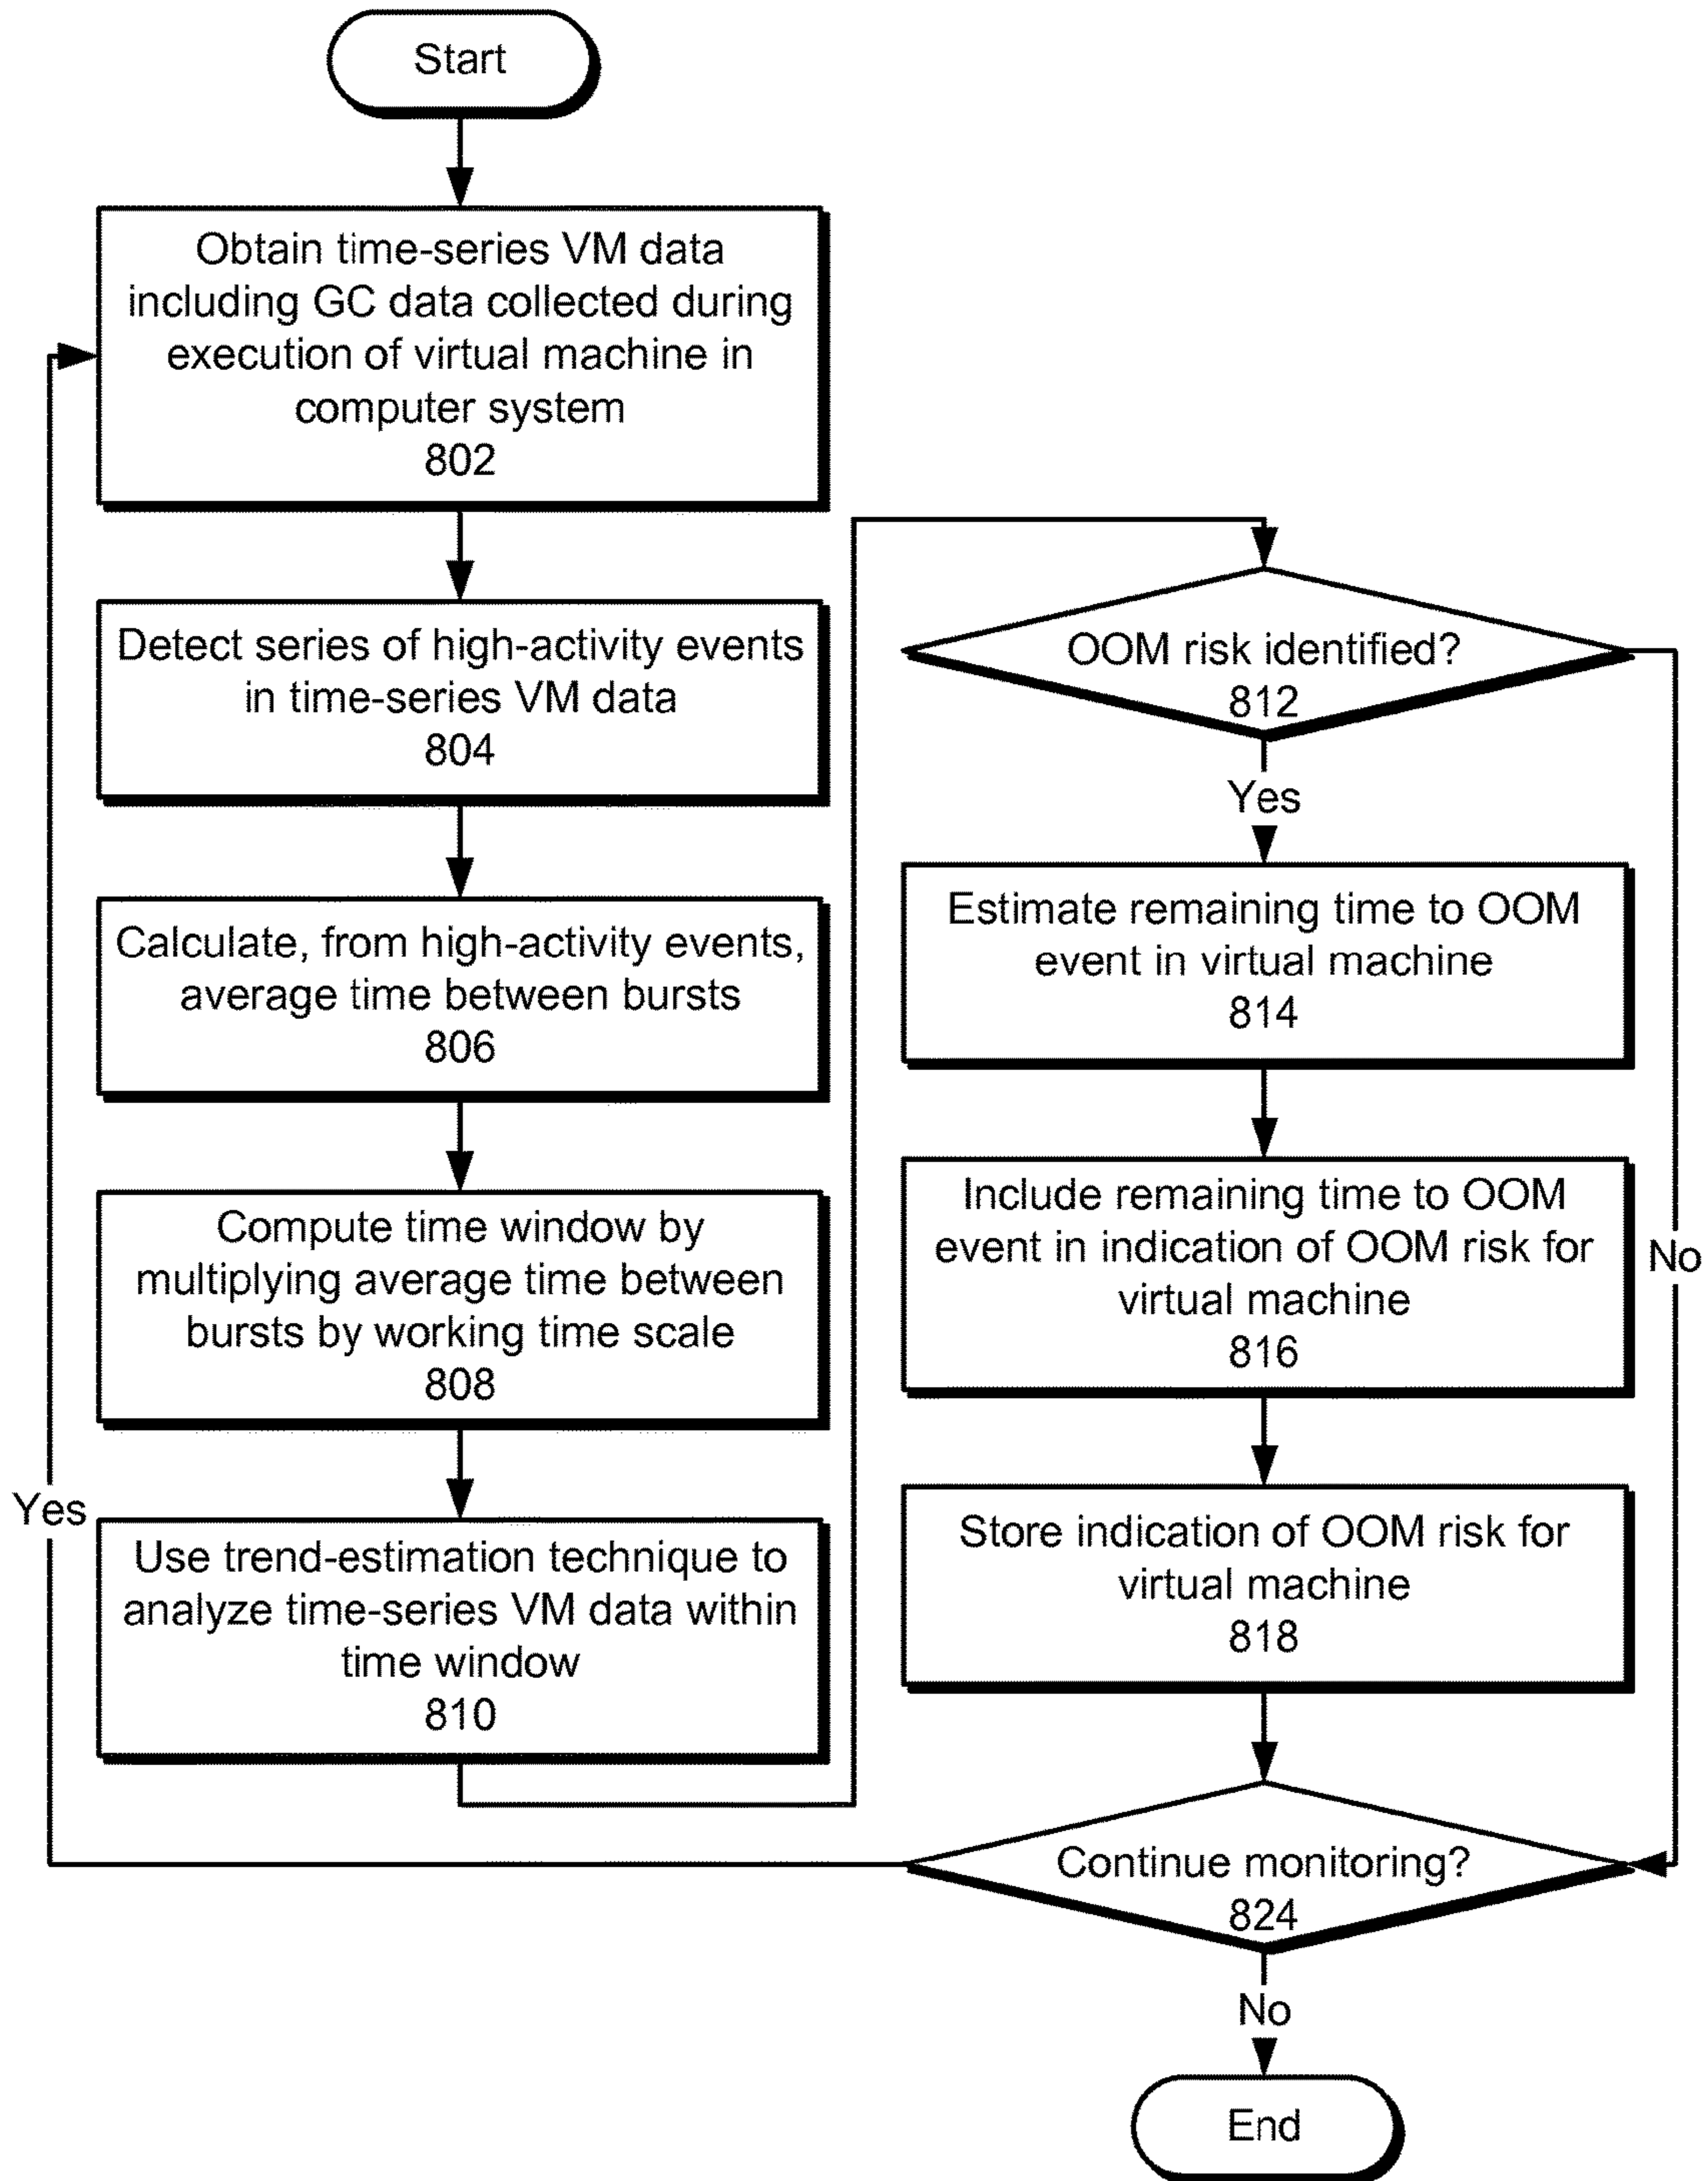 Start
Obtain time-series VM data
including GC data collected during
execution of virtual machine in
computer system
802
Detect series of high-activity events
in time-series VM data
804
Calculate, from high-activity events,
average time between bursts
806
Compute time window by
multiplying average time between
bursts by working time scale
808
Yes
Use trend-estimation technique to
analyze time-series VM data within
time window
810
OOM risk identified?
812
Yes
Estimate remaining time to OOM
event in virtual machine
814
Include remaining time to OOM
event in indication of OOM risk for
virtual machine
816
No
Store indication of OOM risk for
virtual machine
818
Continue monitoring?
824
No
End